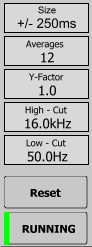 Size
+/- 250ms
Averages
12
Y-Factor
1.0
High - Cut
16.0kHz
Low - Cut
50.0Hz
Reset
RUNNING